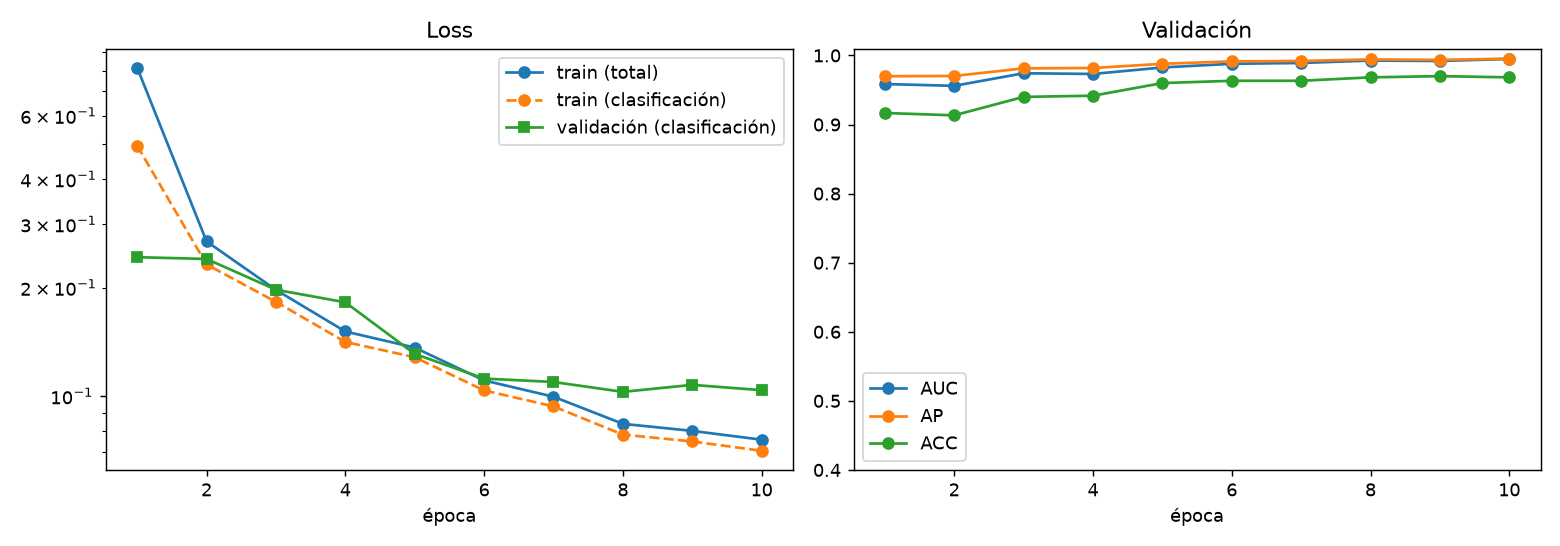 Loss
6 × 10⁻¹
4 × 10⁻¹
3 × 10⁻¹
2 × 10⁻¹
10⁻¹
train (total)
train (clasificación)
validación (clasificación)
2 4 6 8 10
época
Validación
1.0
0.9
0.8
0.7
0.6
0.5
0.4
AUC
AP
ACC
2 4 6 8 10
época